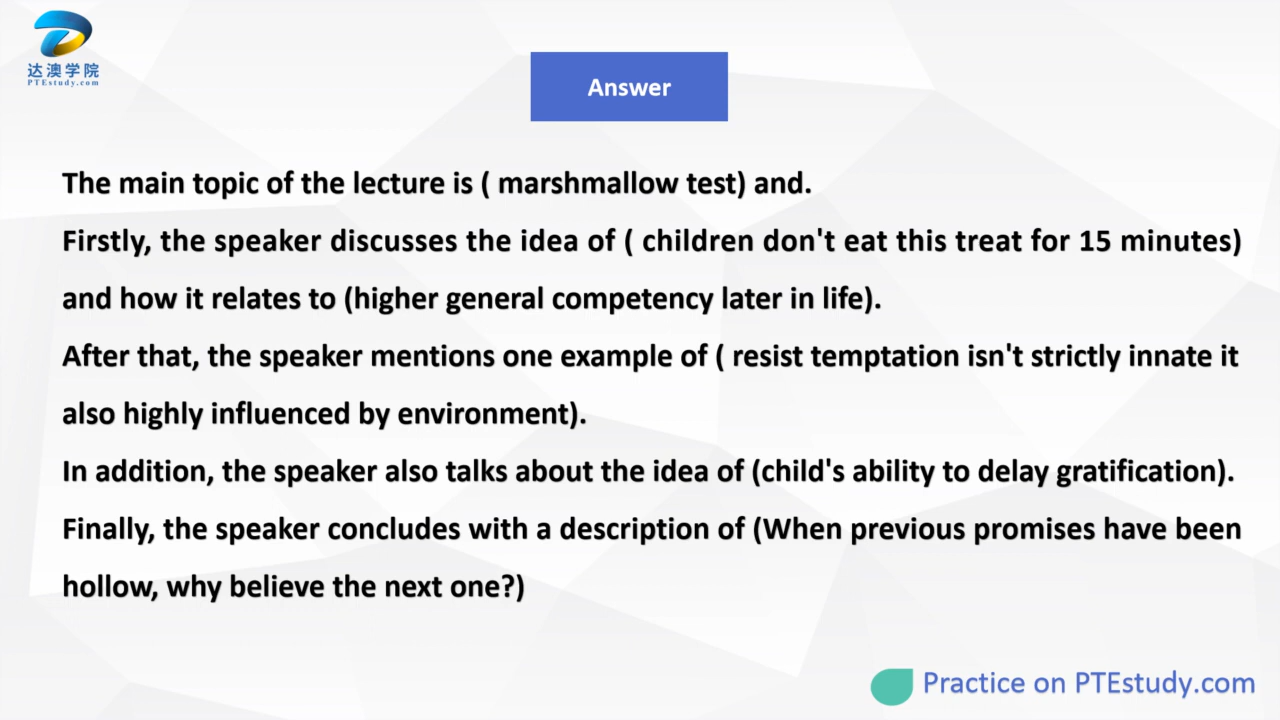 达澳学院
PTEstudy.com
Answer
The main topic of the lecture is ( marshmallow test) and.
Firstly, the speaker discusses the idea of ( children don't eat this treat for 15 minutes)
and how it relates to (higher general competency later in life).
After that, the speaker mentions one example of ( resist temptation isn't strictly innate it
also highly influenced by environment).
In addition, the speaker also talks about the idea of (child's ability to delay gratification).
Finally, the speaker concludes with a description of (When previous promises have been
hollow, why believe the next one?)
Practice on PTEstudy.com